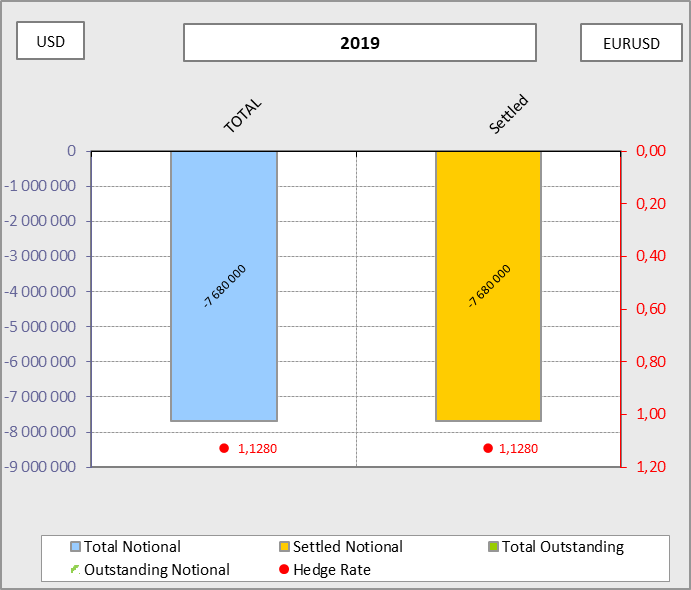 USD
2019
EURUSD
TOTAL
Settled
0
-1 000 000
-2 000 000
-3 000 000
-4 000 000
-5 000 000
-6 000 000
-7 000 000
-8 000 000
-9 000 000
-7 680 000
-7 680 000
1,1280
1,1280
0,00
0,20
0,40
0,60
0,80
1,00
1,20
Total Notional
Settled Notional
Total Outstanding
Outstanding Notional
Hedge Rate